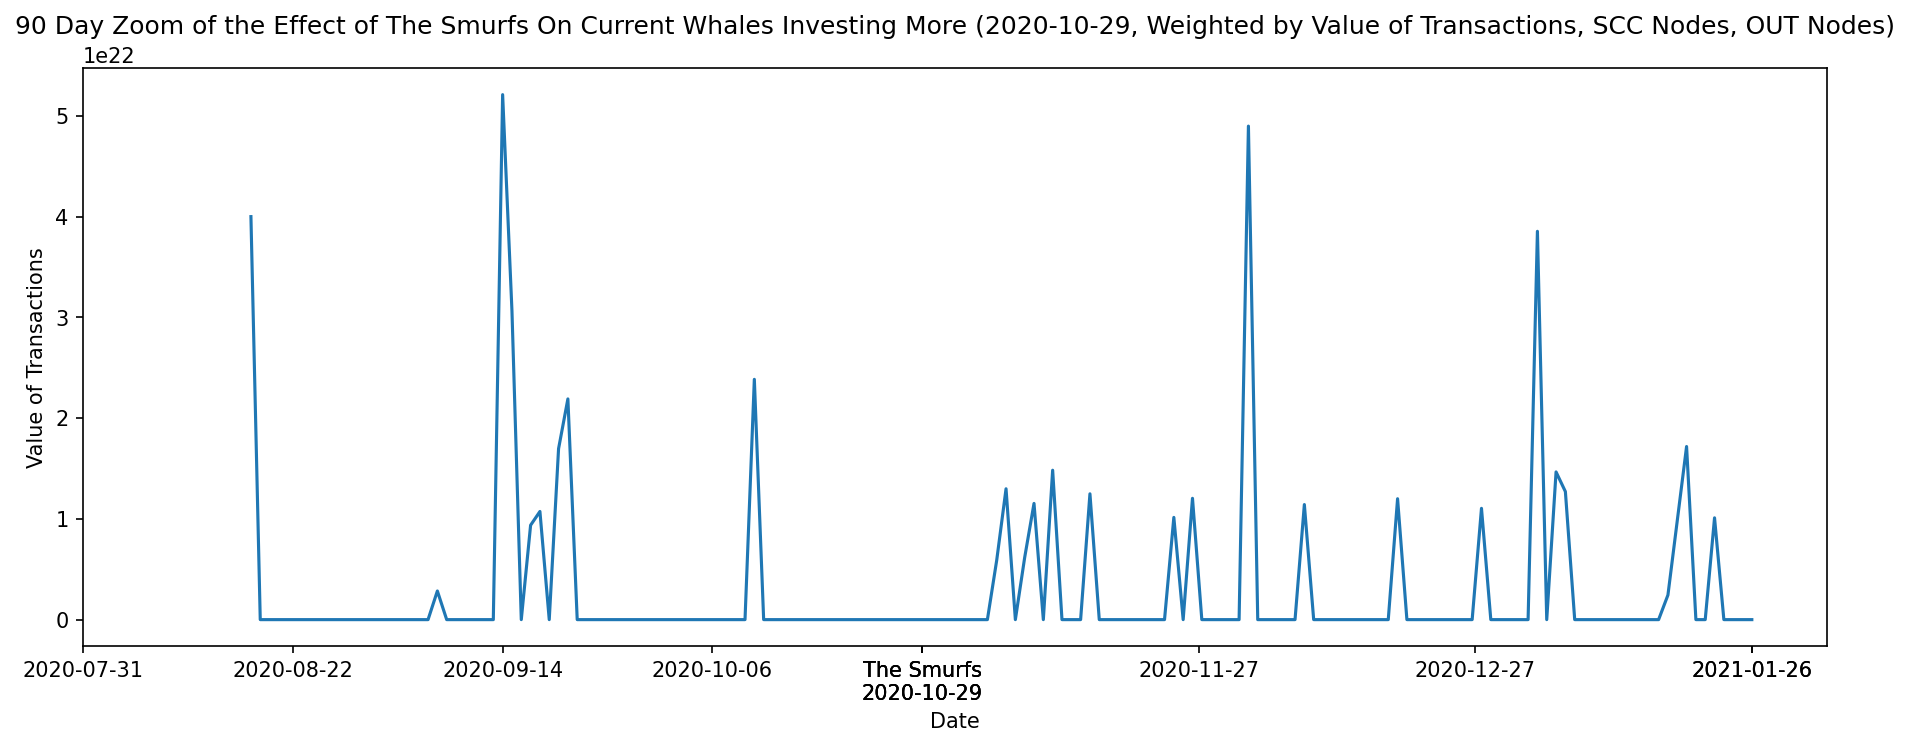 90 Day Zoom of the Effect of The Smurfs On Current Whales Investing More (2020-10-29, Weighted by Value of Transactions, SCC Nodes, OUT Nodes)
1e22
5
4
3
2
1
0
Value of Transactions
2020-07-31 2020-08-22 2020-09-14 2020-10-06 The Smurfs 2020-11-27 2020-12-27 2021-01-26
2020-10-29
Date